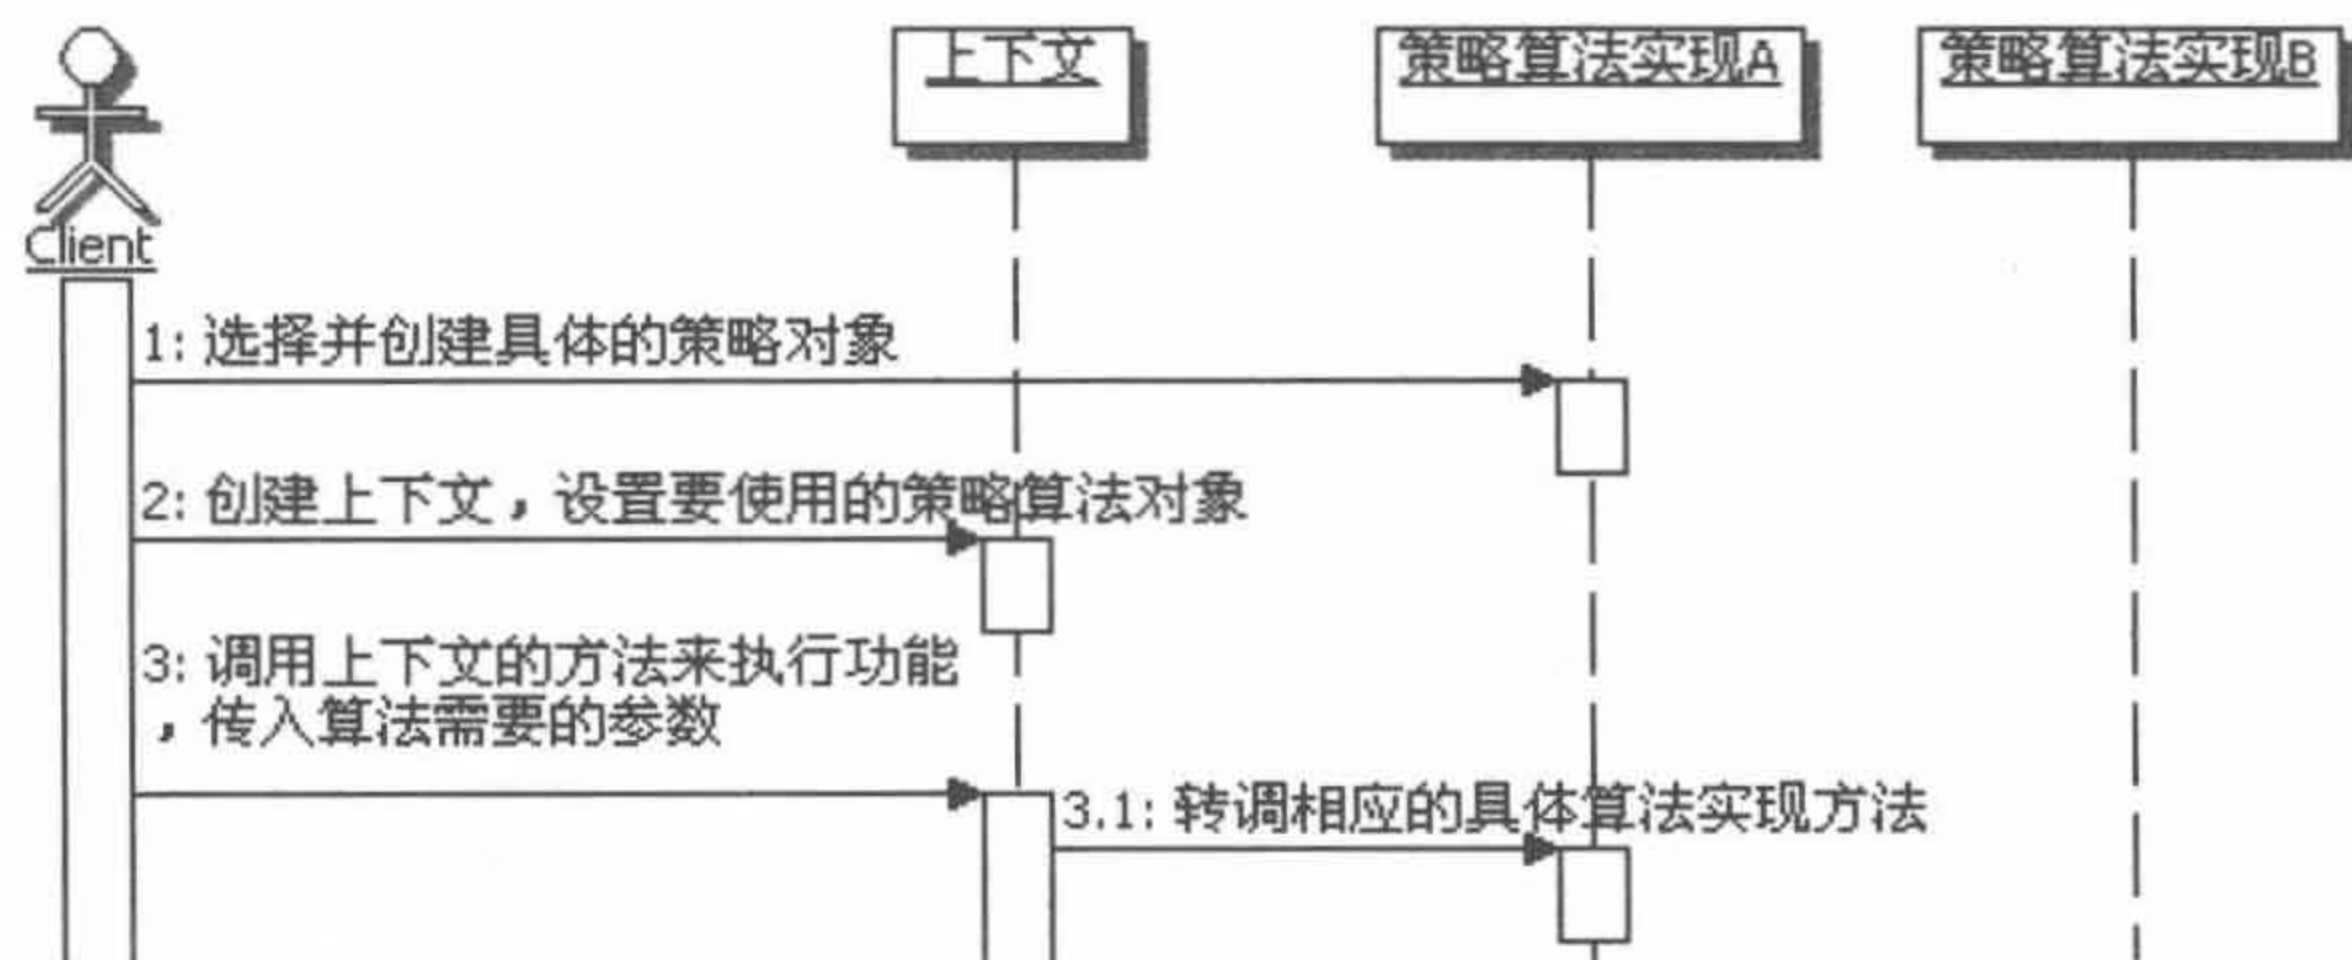 上下文
策略算法实现A
策略算法实现B
Client
1: 选择并创建具体的策略对象
2: 创建上下文，设置要使用的策略算法对象
3: 调用上下文的方法来执行功能
，传入算法需要的参数
3.1: 转调相应的具体算法实现方法